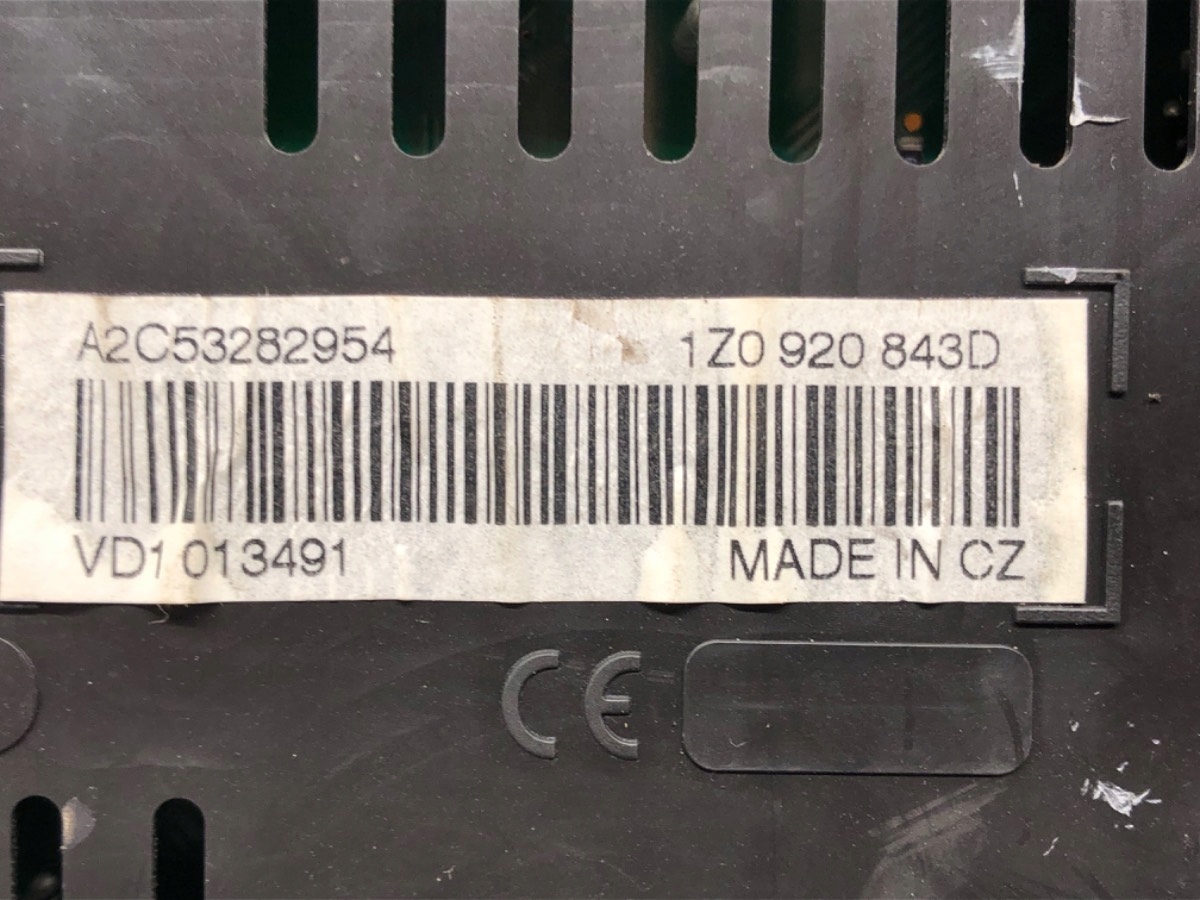 A2C53282954 1Z0 920 843D
VD1 013491 MADE IN CZ
CE